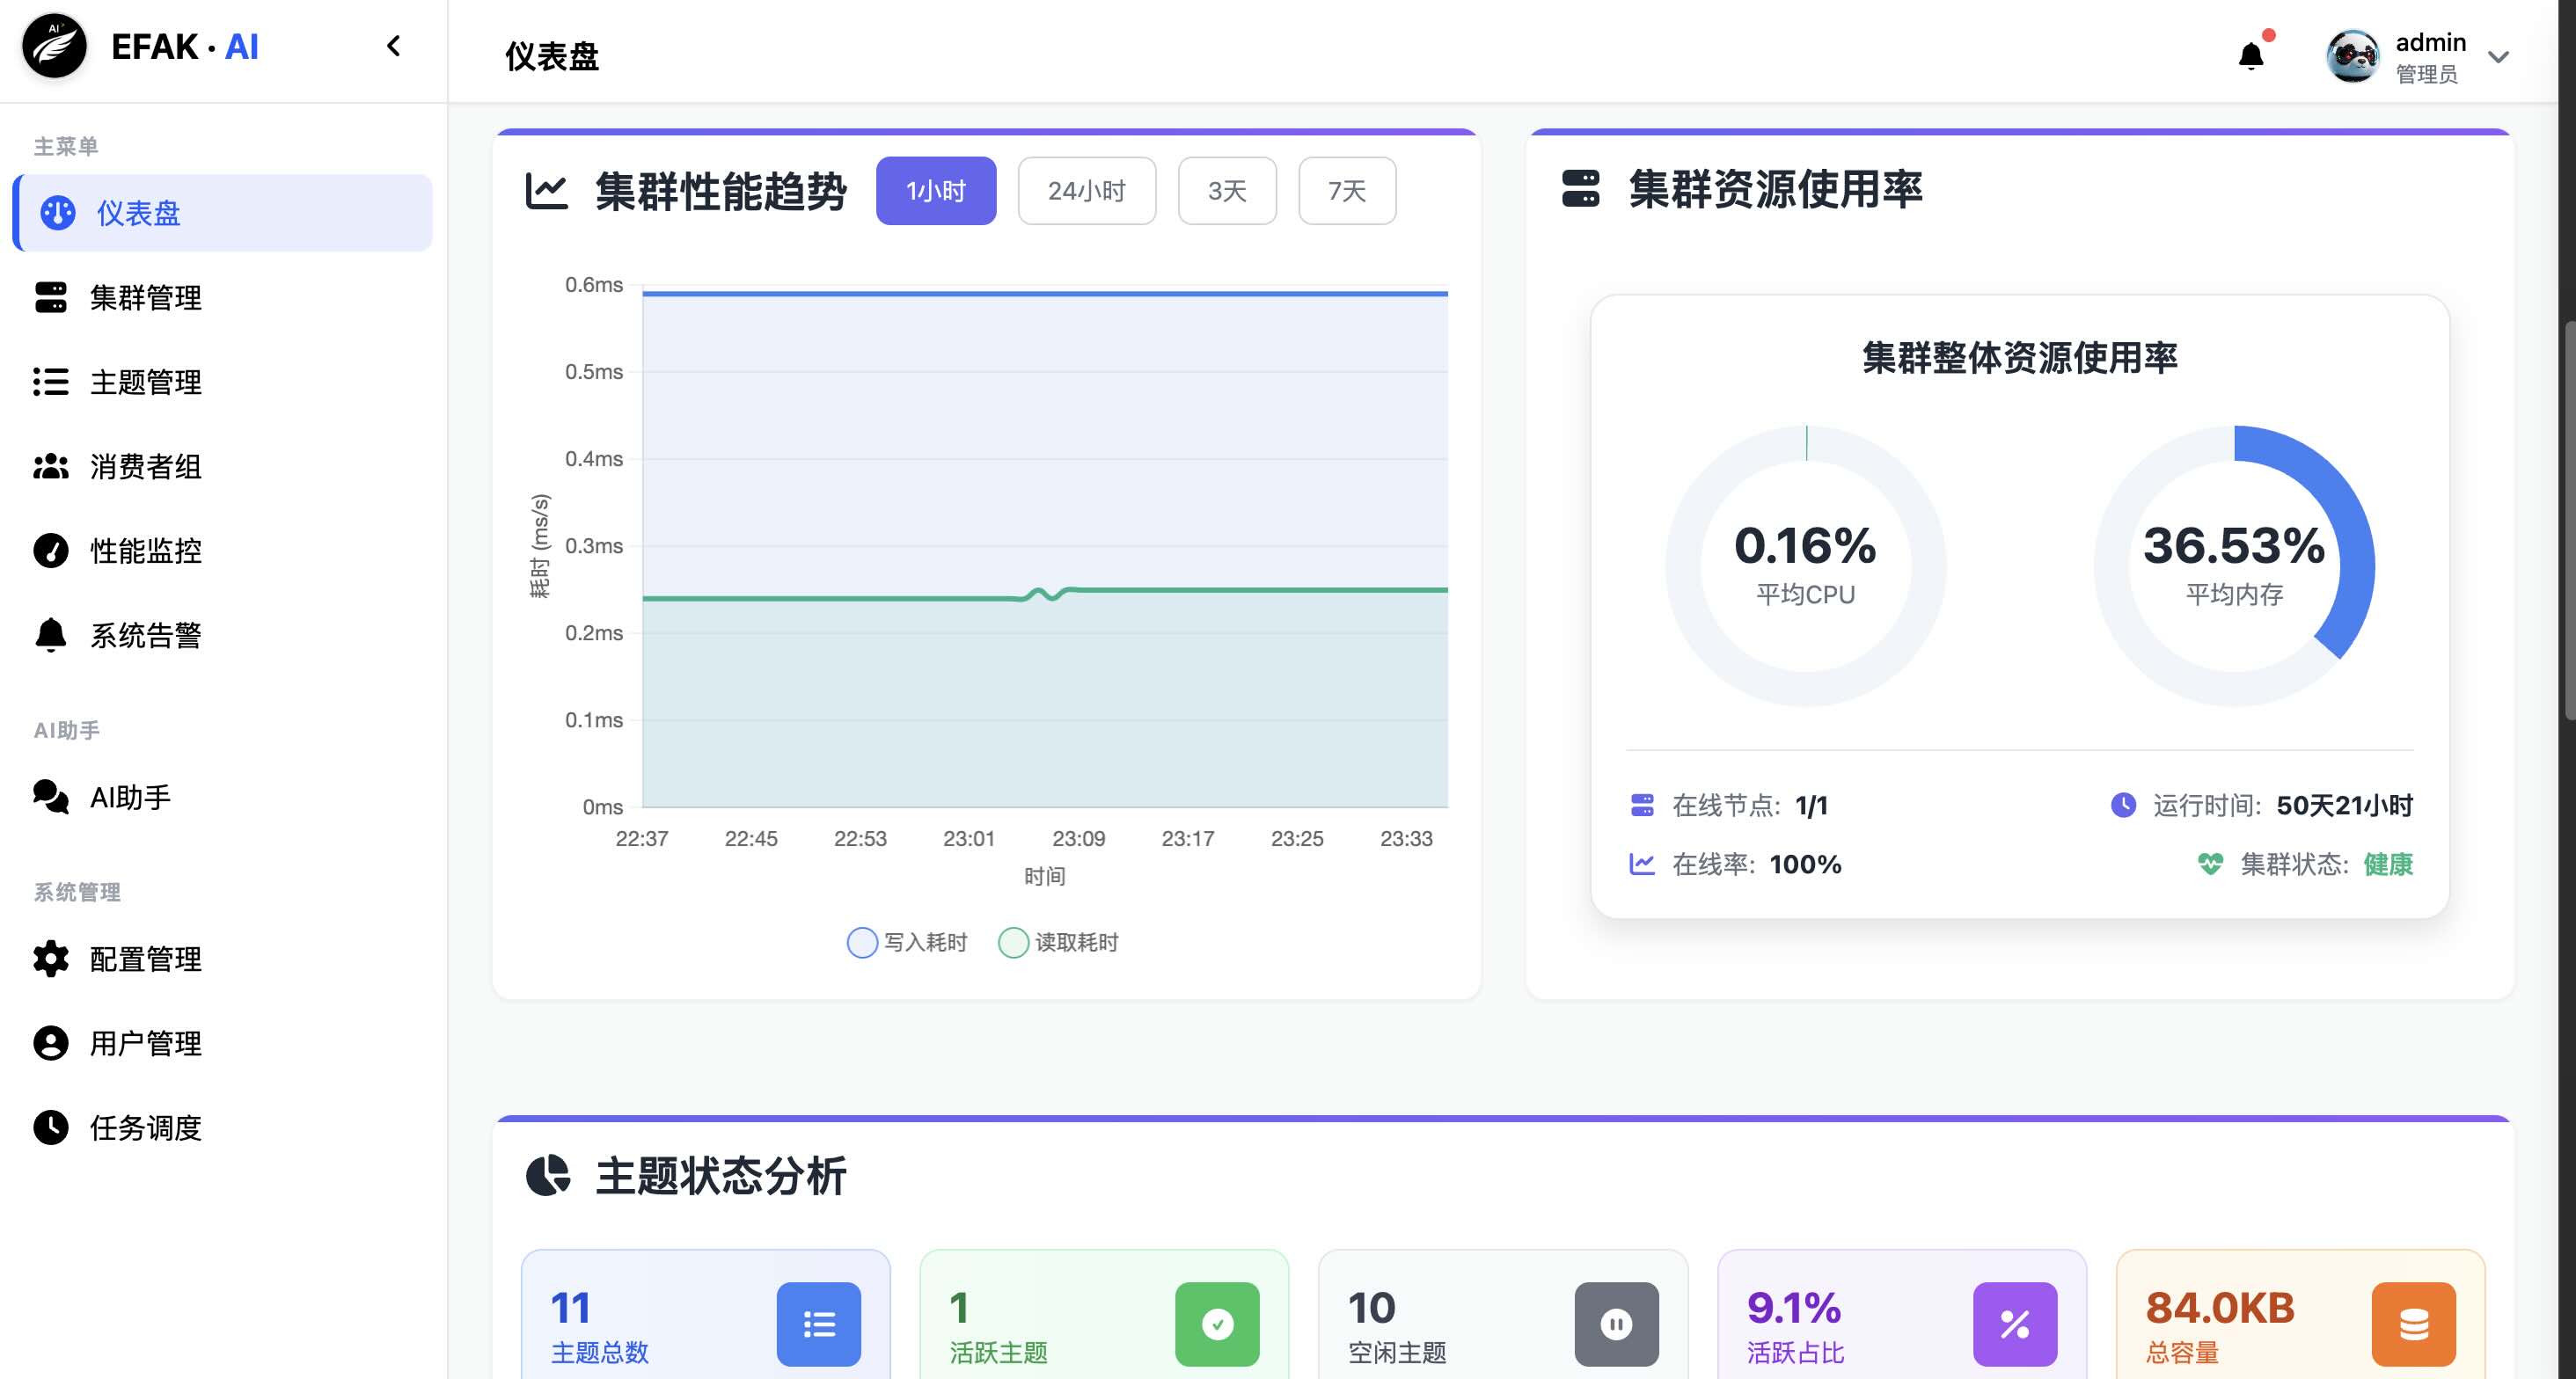 AI
EFAK · AI
仪表盘
admin
管理员
主菜单
仪表盘
集群管理
主题管理
消费者组
性能监控
系统告警
AI助手
AI助手
系统管理
配置管理
用户管理
任务调度
集群性能趋势
1小时
24小时
3天
7天
0.6ms
0.5ms
0.4ms
0.3ms
0.2ms
0.1ms
0ms
耗时 (ms/s)
22:37 22:45 22:53 23:01 23:09 23:17 23:25 23:33
时间
写入耗时 读取耗时
集群资源使用率
集群整体资源使用率
0.16%
平均CPU
36.53%
平均内存
在线节点: 1/1
运行时间: 50天21小时
在线率: 100%
集群状态: 健康
主题状态分析
11
主题总数
1
活跃主题
10
空闲主题
9.1%
活跃占比
84.0KB
总容量